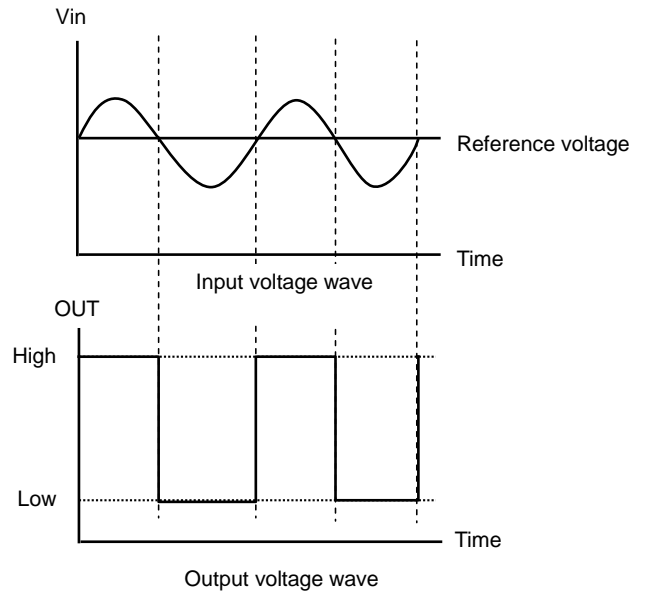 Vin
Reference voltage
Time
Input voltage wave
OUT
High
Low
Time
Output voltage wave